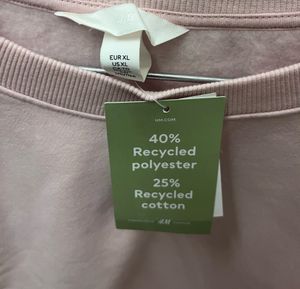 H&M
EUR XL
US XL
HM.COM
40%
Recycled
polyester
25%
Recycled
cotton
H&M